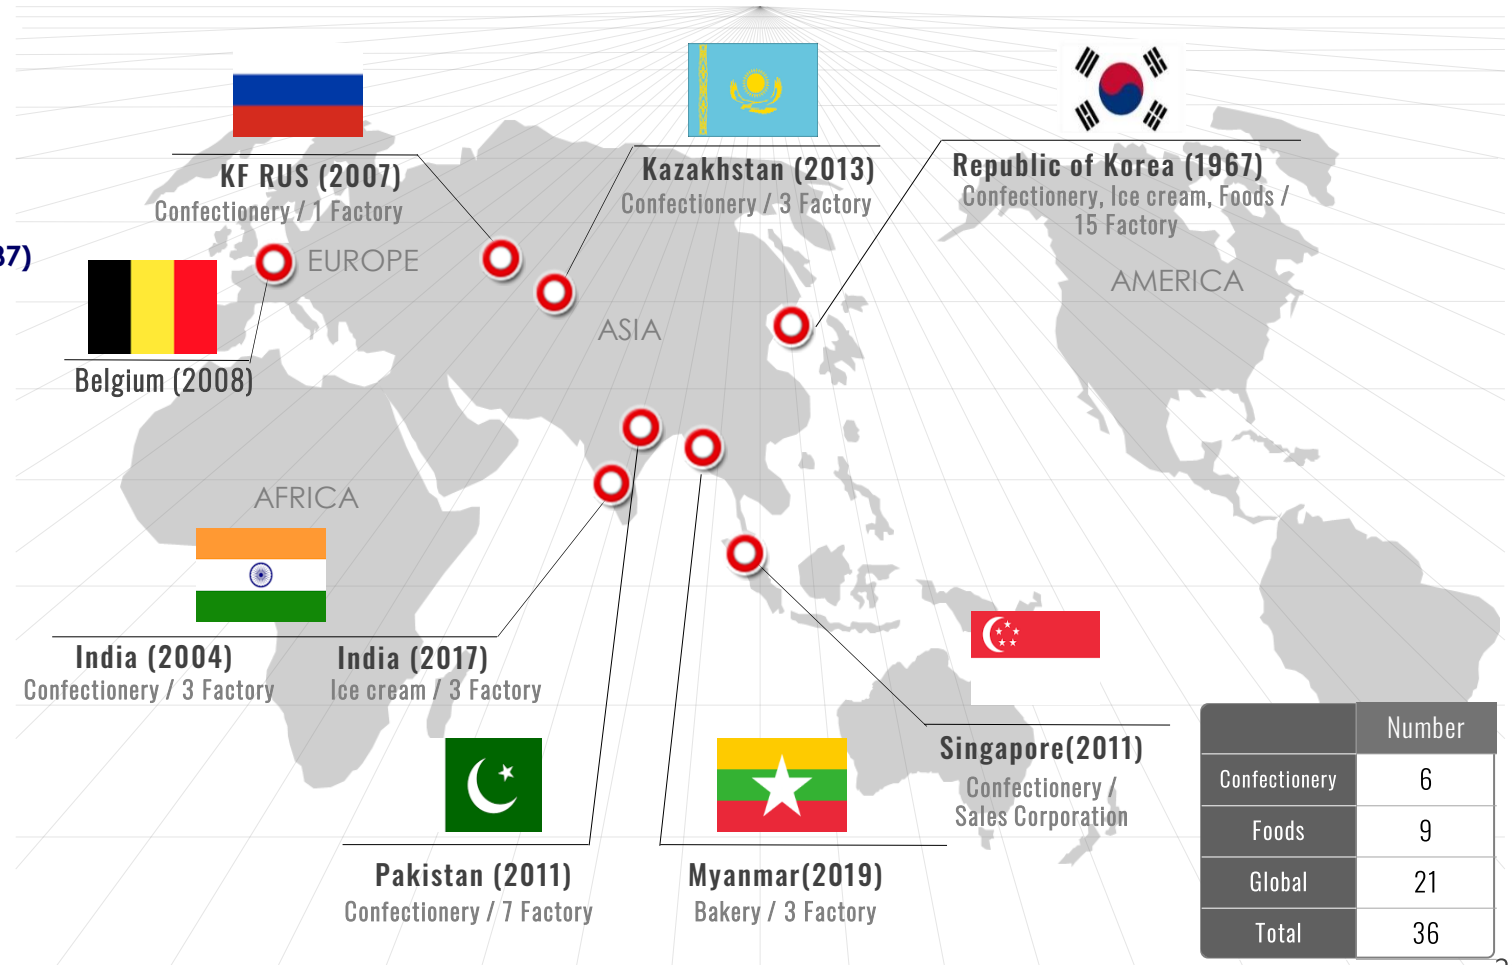 KF RUS (2007)
Confectionery / 1 Factory
Kazakhstan (2013)
Confectionery / 3 Factory
Republic of Korea (1967)
Confectionery, Ice cream, Foods /
15 Factory
37)
EUROPE
ASIA
AMERICA
Belgium (2008)
AFRICA
India (2004)
Confectionery / 3 Factory
India (2017)
Ice cream / 3 Factory
Singapore(2011)
Confectionery /
Sales Corporation
Pakistan (2011)
Confectionery / 7 Factory
Myanmar(2019)
Bakery / 3 Factory
Number
Confectionery 6
Foods 9
Global 21
Total 36